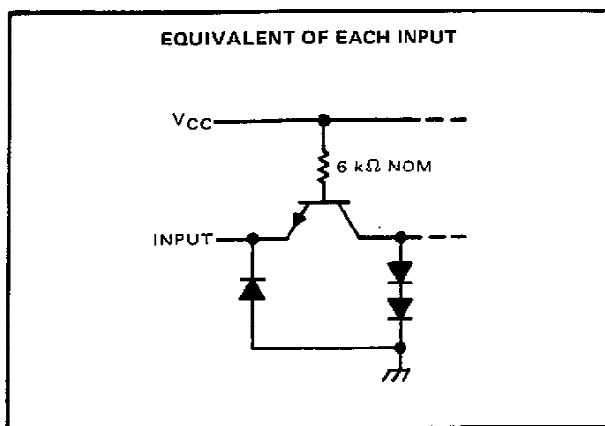 EQUIVALENT OF EACH INPUT
VCC
6 kΩ NOM
INPUT